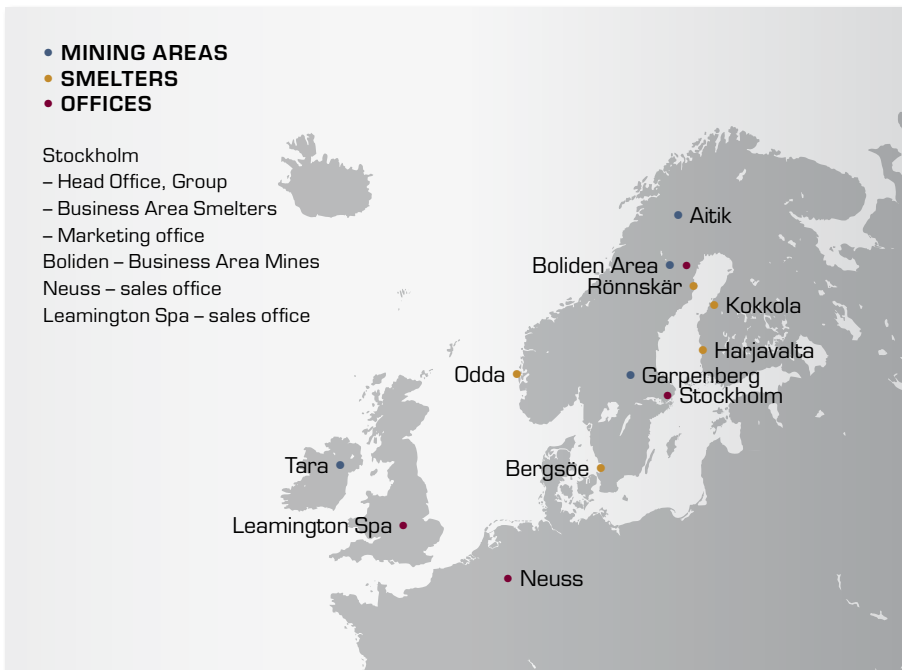 • MINING AREAS
• SMELTERS
• OFFICES
Stockholm
– Head Office, Group
– Business Area Smelters
– Marketing office
Boliden – Business Area Mines
Neuss – sales office
Leamington Spa – sales office
Aitik
Boliden Area
Rönnskär
Kokkola
Harjavalta
Odda
Garpenberg
Stockholm
Tara
Bergsöe
Leamington Spa
Neuss